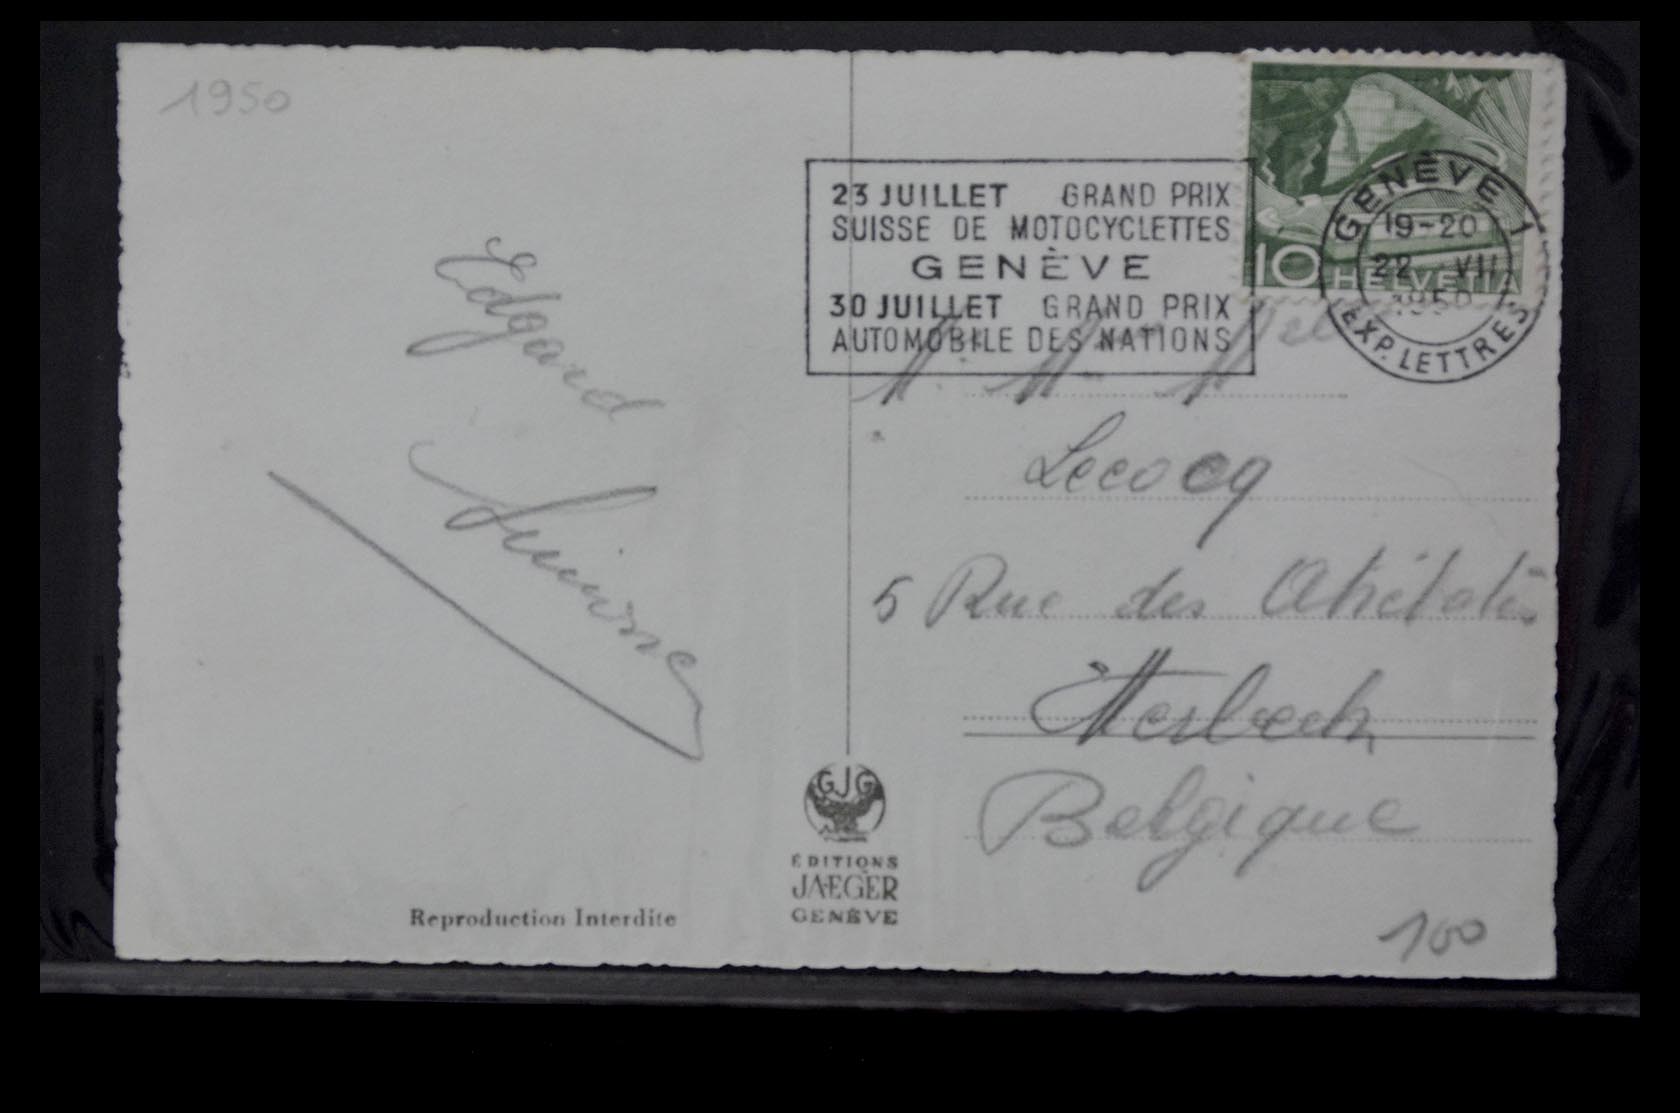 1950
23 JUILLET GRAND PRIX
SUISSE DE MOTOCYCLETTES
GENÈVE
30 JUILLET GRAND PRIX
AUTOMOBILE DES NATIONS
10 HELVETIA
GENÈVE 1
19-20
22 VII
1950
EXP. LETTRES
Edgard
Lecocq
5 Rue des
Belgique
GJG
ÉDITIONS
JAEGER
GENÈVE
Reproduction Interdite
100